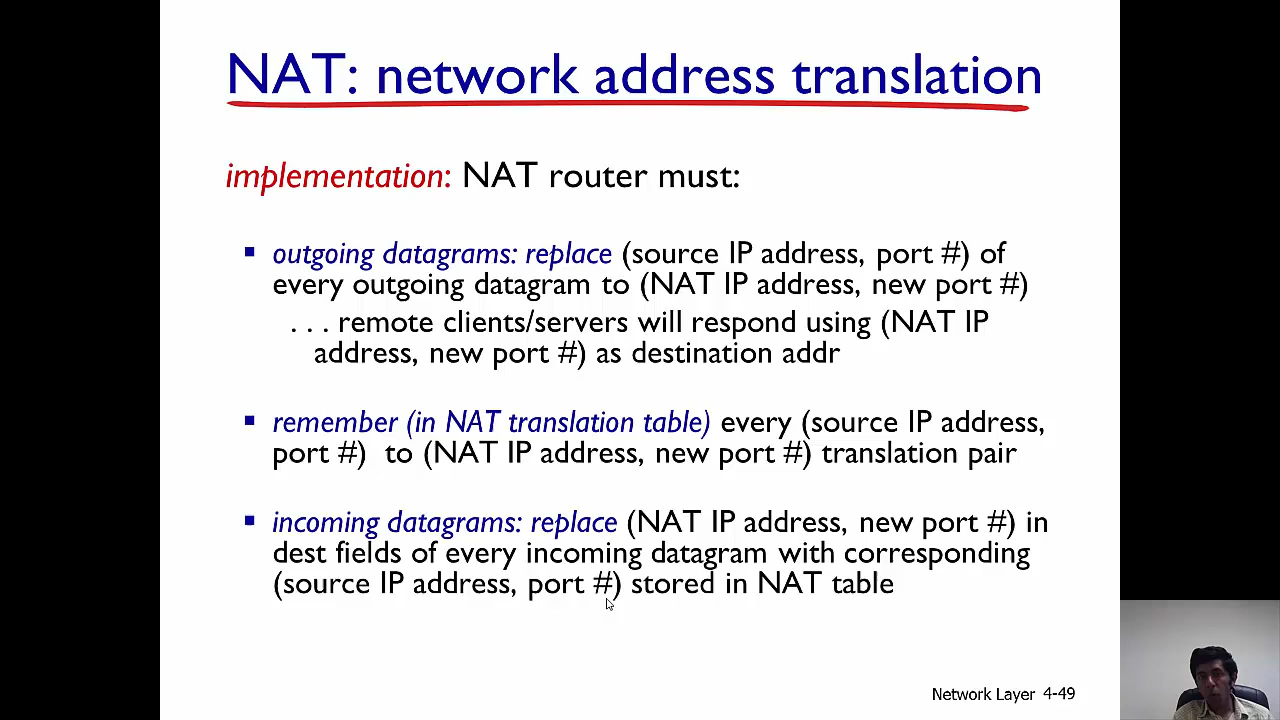 NAT: network address translation
implementation: NAT router must:
▪ outgoing datagrams: replace (source IP address, port #) of
every outgoing datagram to (NAT IP address, new port #)
. . . remote clients/servers will respond using (NAT IP
address, new port #) as destination addr
▪ remember (in NAT translation table) every (source IP address,
port #) to (NAT IP address, new port #) translation pair
▪ incoming datagrams: replace (NAT IP address, new port #) in
dest fields of every incoming datagram with corresponding
(source IP address, port #) stored in NAT table
Network Layer 4-49